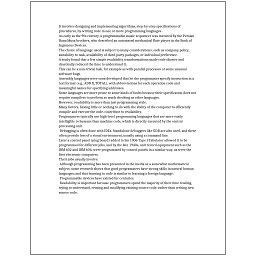 It involves designing and implementing algorithms, step-by-step specifications of
procedures, by writing code in one or more programming languages.
As early as the 9th century, a programmable music sequencer was invented by the Persian
Banu Musa brothers, who described an automated mechanical flute player in the Book of
Ingenious Devices.
The choice of language used is subject to many considerations, such as company policy,
suitability to task, availability of third-party packages, or individual preference.
It is only found that a few simple readability transformations made code shorter and
drastically reduced the time to understand it.
This can be a non-trivial task, for example as with parallel processes or some unusual
software bugs.
Assembly languages were soon developed that let the programmer specify instruction in a
text format (e.g., ADD X, TOTAL), with abbreviations for each operation code and
meaningful names for specifying addresses.
Some languages are more prone to some kinds of faults because their specification does not
require compilers to perform as much checking as other languages.
However, readability is more than just programming style.
Many factors, having little or nothing to do with the ability of the computer to efficiently
compile and execute the code, contribute to readability.
Programmers typically use high-level programming languages that are more easily
intelligible to humans than machine code, which is directly executed by the central
processing unit.
Debugging is often done with IDEs. Standalone debuggers like GDB are also used, and these
often provide less of a visual environment, usually using a command line.
Later a control panel (plug board) added to his 1906 Type I Tabulator allowed it to be
programmed for different jobs, and by the late 1940s, unit record equipment such as the
IBM 602 and IBM 604, were programmed by control panels in a similar way, as were the
first electronic computers.
Their jobs usually involve:
Although programming has been presented in the media as a somewhat mathematical
subject, some research shows that good programmers have strong skills in natural human
languages, and that learning to code is similar to learning a foreign language.
Programmable devices have existed for centuries.
Readability is important because programmers spend the majority of their time reading,
trying to understand, reusing and modifying existing source code, rather than writing new
source code.